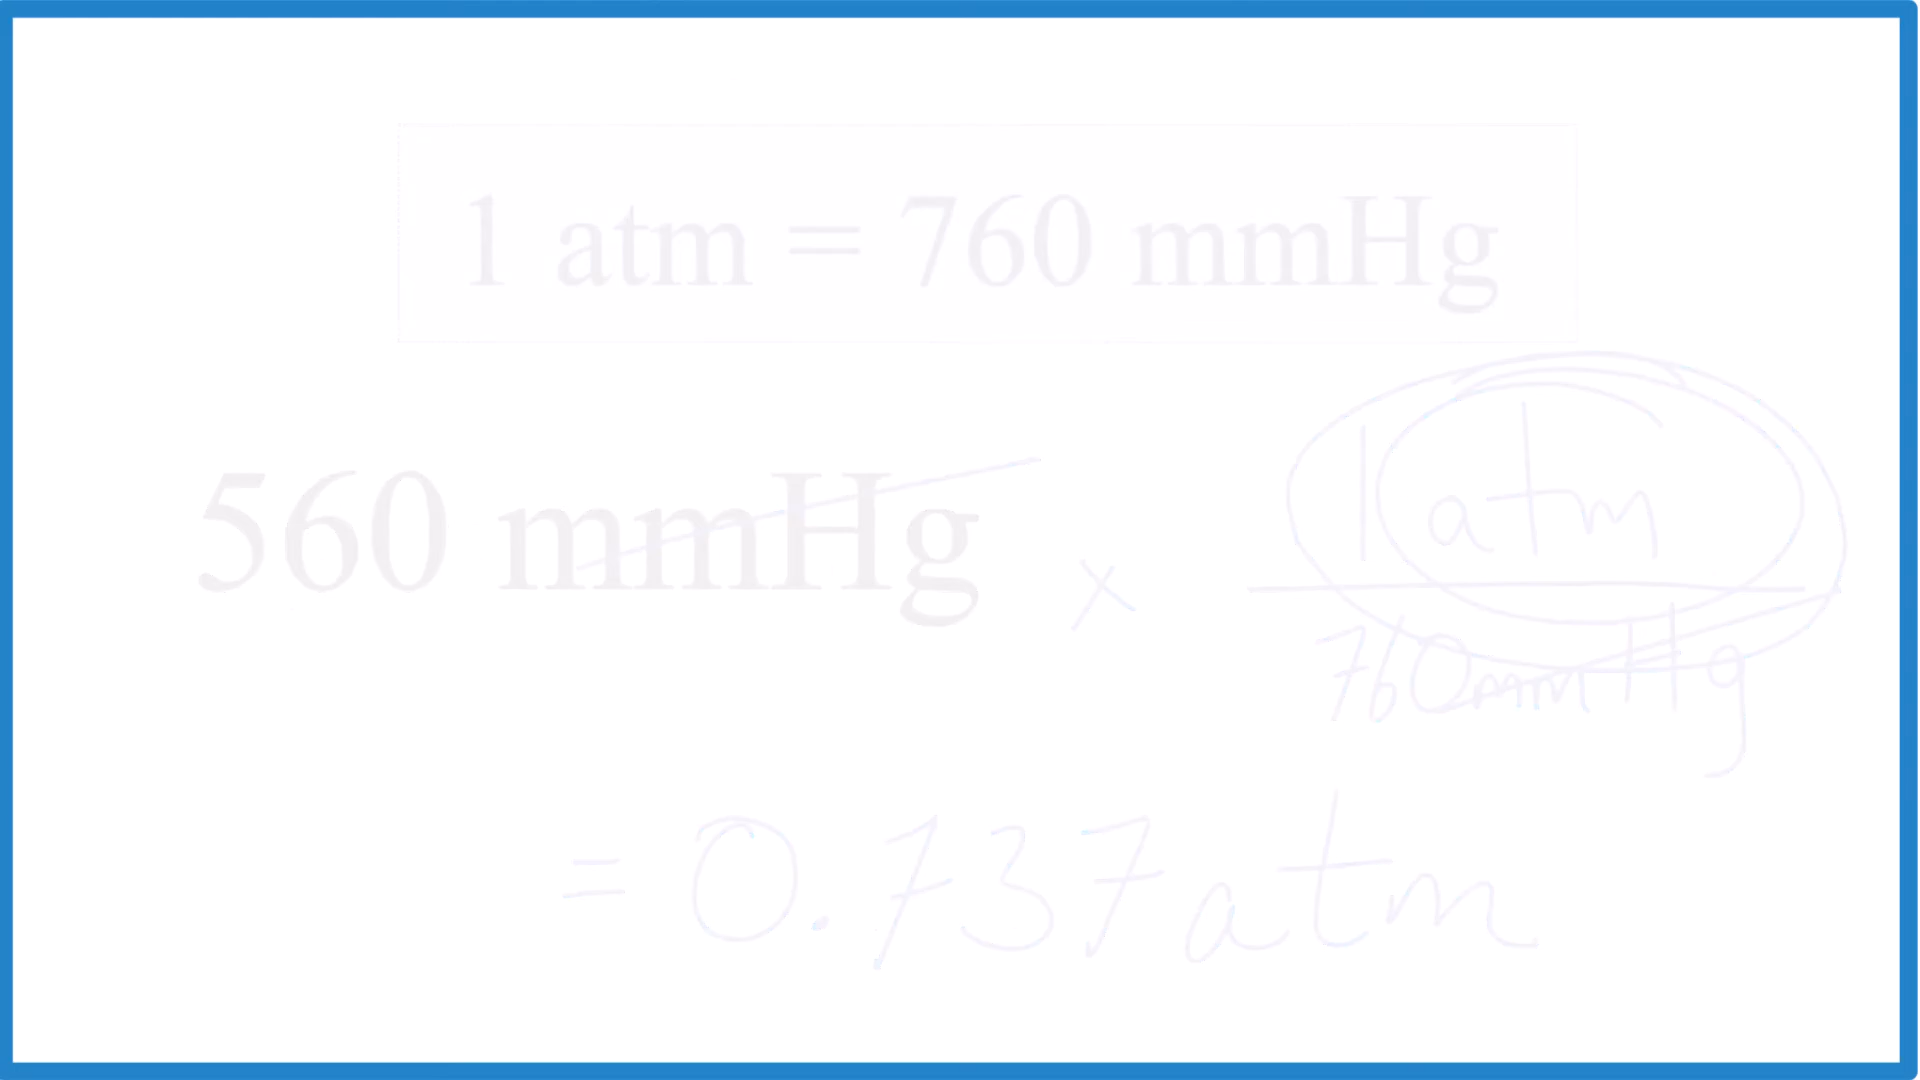 1 atm = 760 mmHg
560 mmHg × 1 atm
760 mmHg
= 0.737 atm